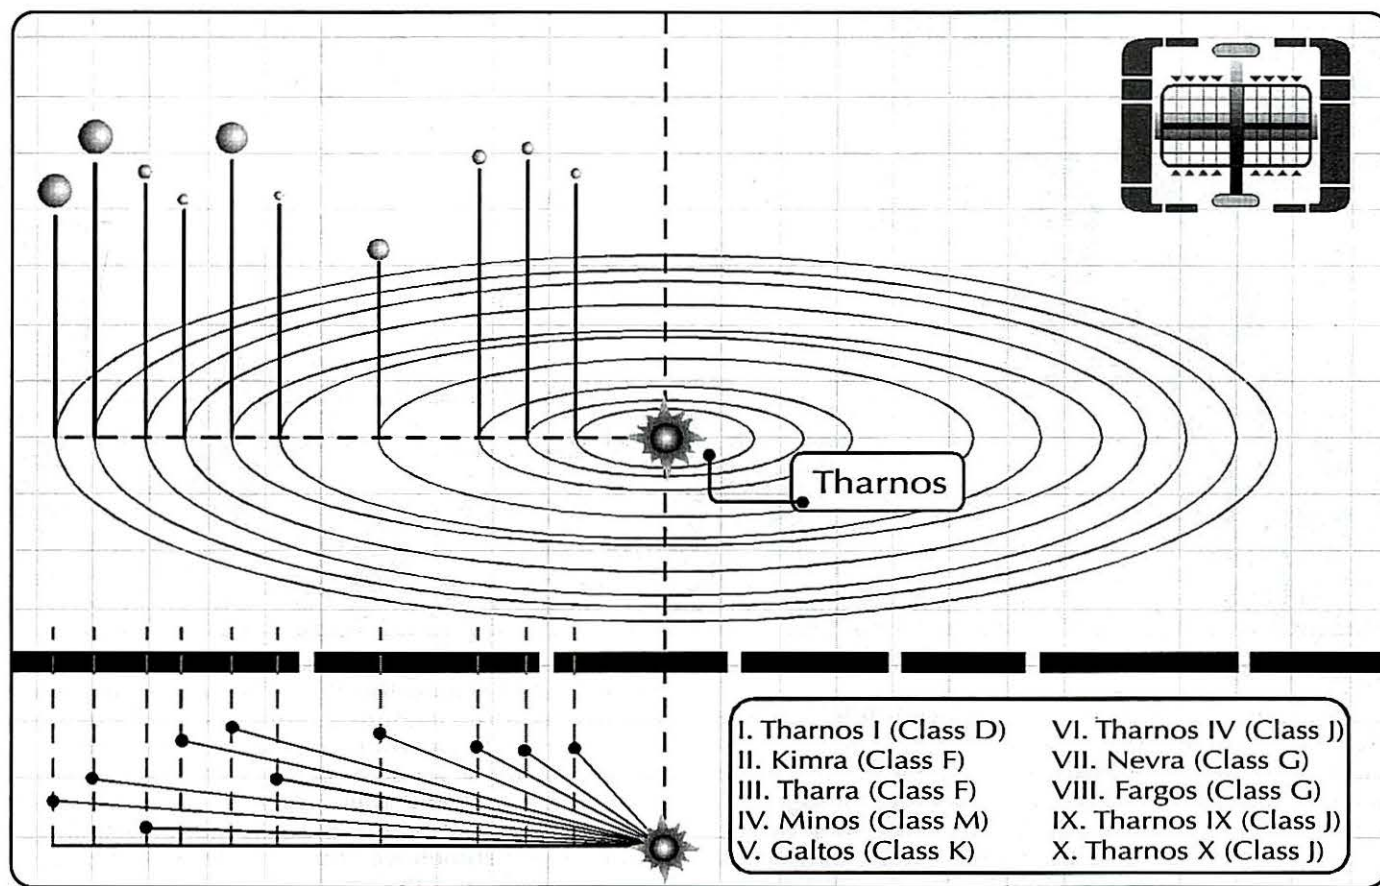 Tharnos
I. Tharnos I (Class D)
II. Kimra (Class F)
III. Tharra (Class F)
IV. Minos (Class M)
V. Galtos (Class K)
VI. Tharnos IV (Class J)
VII. Nevra (Class G)
VIII. Fargos (Class G)
IX. Tharnos IX (Class J)
X. Tharnos X (Class J)